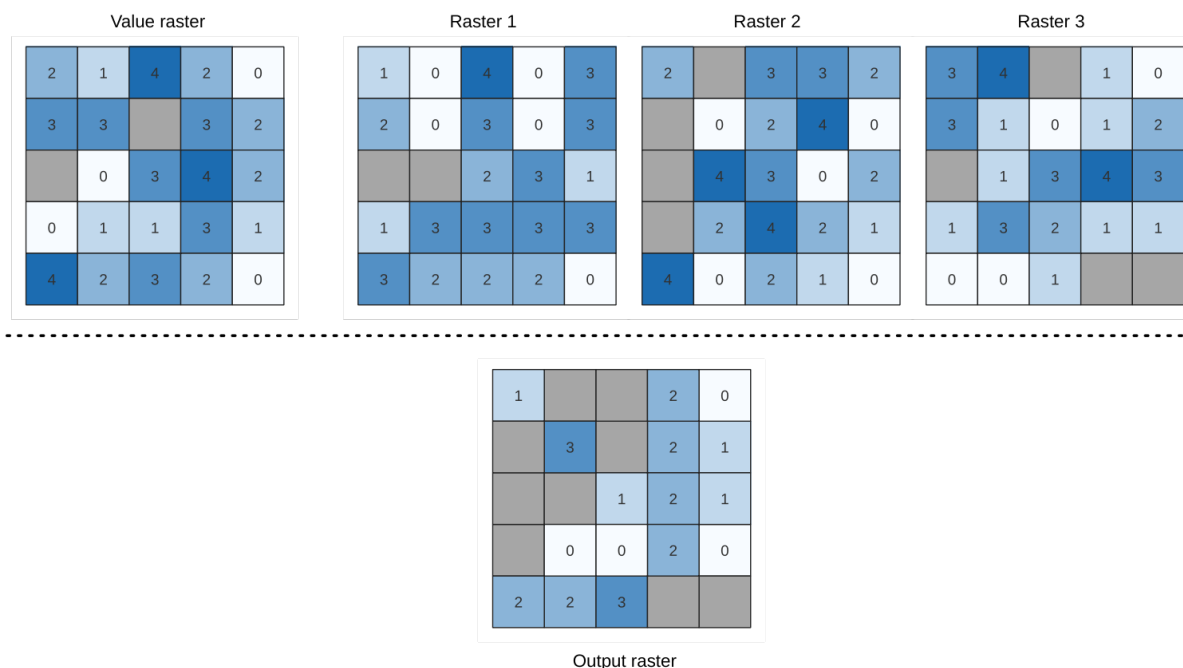 Value raster Raster 1 Raster 2 Raster 3
2 1 4 2 0 1 0 4 0 3 2 3 3 2 3 4 1 0
3 3 3 2 2 0 3 0 3 0 2 4 0 3 1 0 1 2
0 3 4 2 2 3 1 4 3 0 2 1 3 4 3
0 1 1 3 1 1 3 3 3 3 2 4 2 1 1 3 2 1 1
4 2 3 2 0 3 2 2 2 0 4 0 2 1 0 0 0 1
1 2 0
3 2 1
1 2 1
0 0 2 0
2 2 3
Output raster